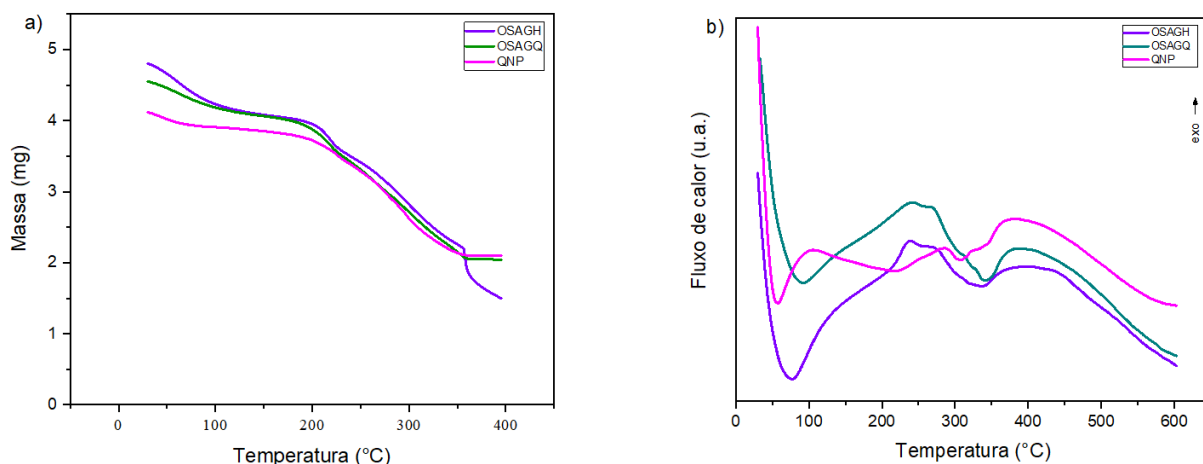 a)
OSAGH
OSAGQ
QNP
5
4
3
2
1
0
Massa (mg)
0 100 200 300 400
Temperatura (°C)
b)
OSAGH
OSAGQ
QNP
exo
Fluxo de calor (u.a.)
0 100 200 300 400 500 600
Temperatura (°C)